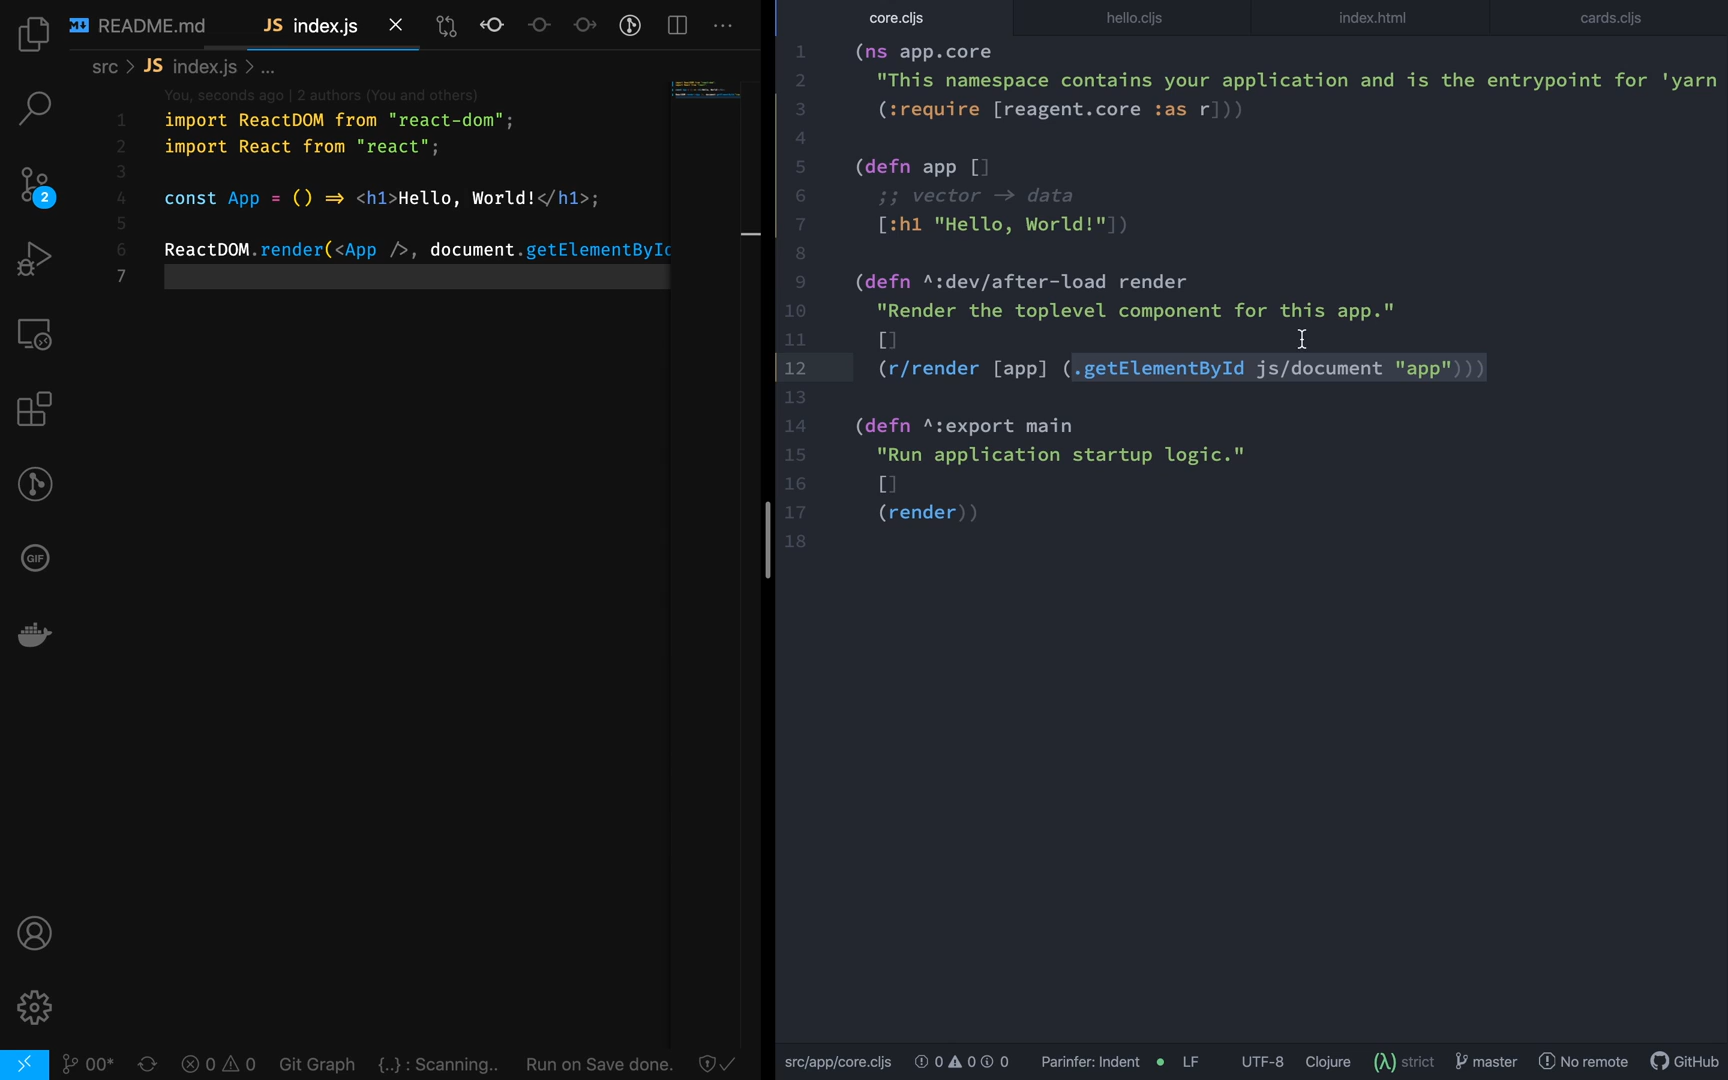 README.md
JS index.js
src > JS index.js > ...
You, seconds ago | 2 authors (You and others)
1 import ReactDOM from "react-dom";
2 import React from "react";
3
4 const App = () => <h1>Hello, World!</h1>;
5
6 ReactDOM.render(<App />, document.getElementById
7
2
GIF
00*
0 0
Git Graph
{..} : Scanning..
Run on Save done.
core.cljs
hello.cljs
index.html
cards.cljs
1 (ns app.core
2 "This namespace contains your application and is the entrypoint for 'yarn
3 (:require [reagent.core :as r]))
4
5 (defn app []
6 ;; vector -> data
7 [:h1 "Hello, World!"])
8
9 (defn ^:dev/after-load render
10 "Render the toplevel component for this app."
11 []
12 (r/render [app] (.getElementById js/document "app")))
13
14 (defn ^:export main
15 "Run application startup logic."
16 []
17 (render))
18
src/app/core.cljs
0 0 0
Parinfer: Indent
LF
UTF-8
Clojure
(λ) strict
master
No remote
GitHub